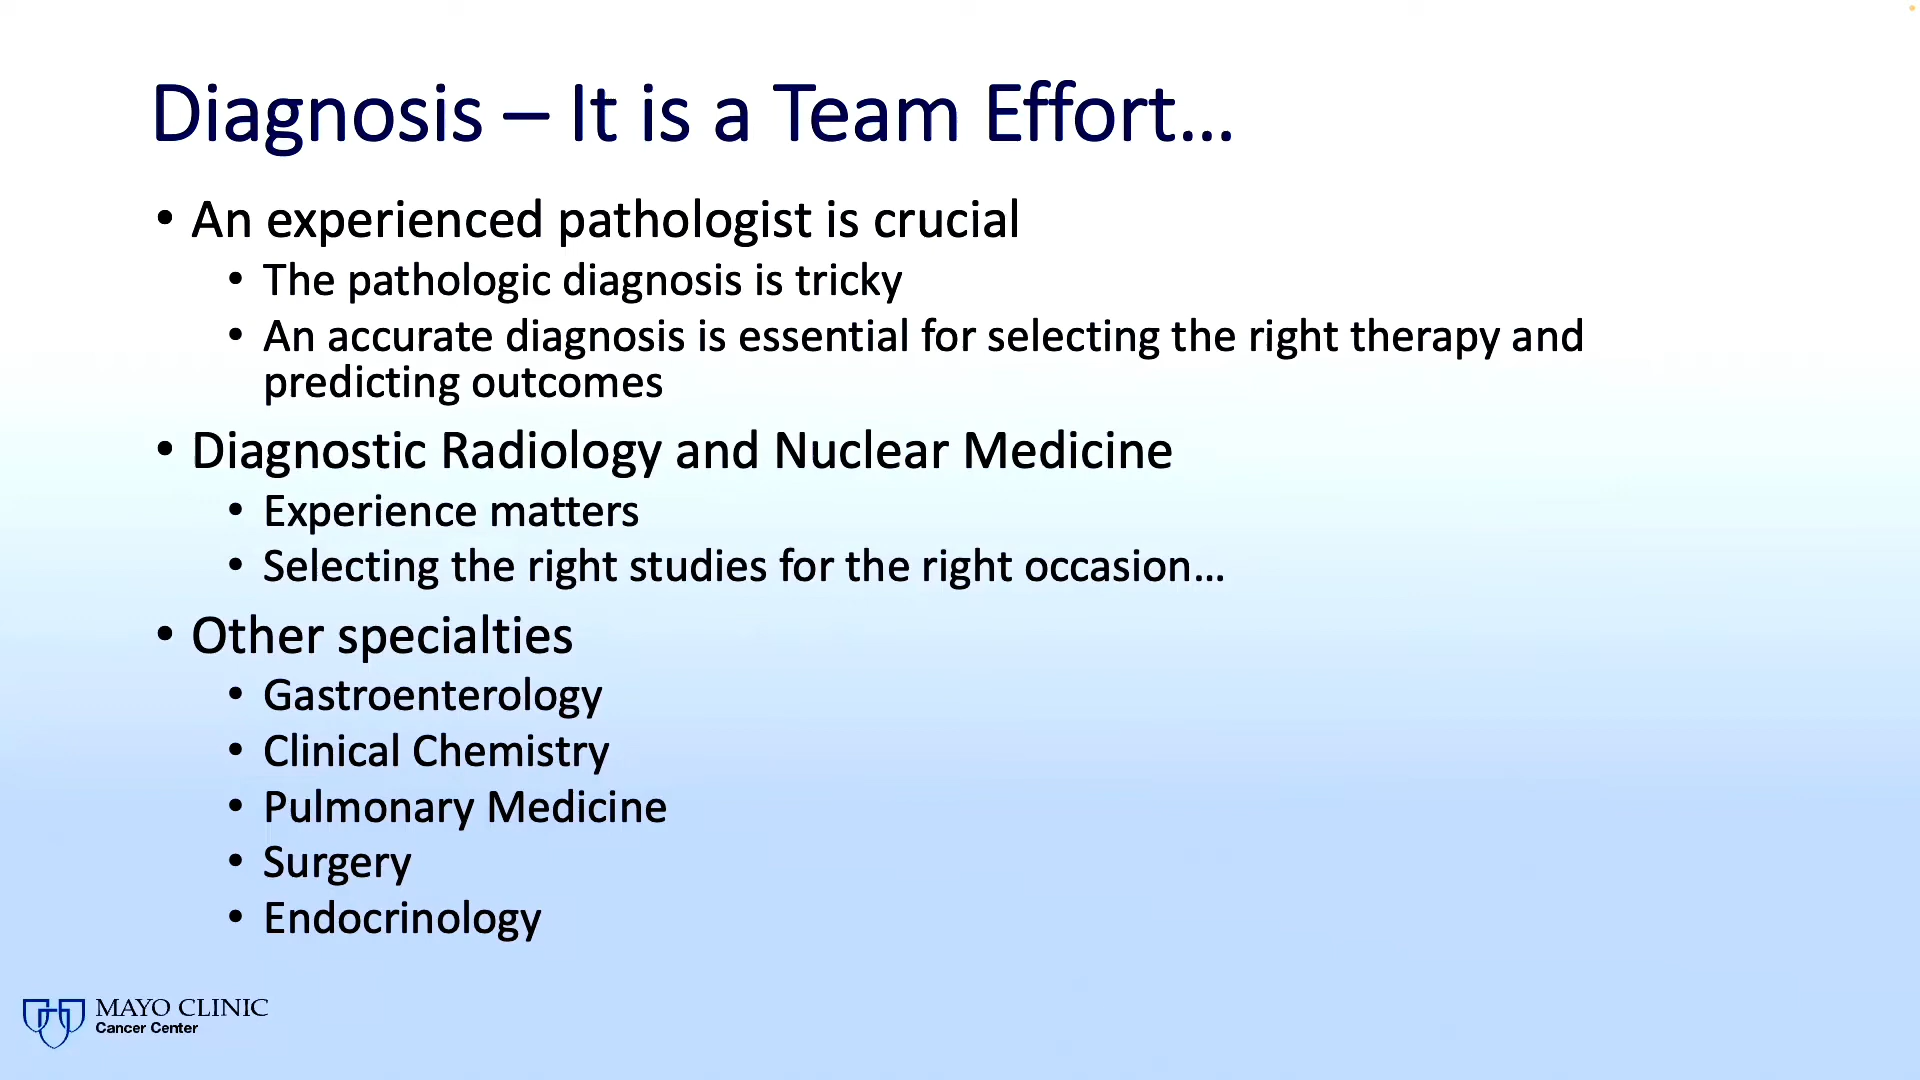 Diagnosis – It is a Team Effort…
• An experienced pathologist is crucial
• The pathologic diagnosis is tricky
• An accurate diagnosis is essential for selecting the right therapy and
predicting outcomes
• Diagnostic Radiology and Nuclear Medicine
• Experience matters
• Selecting the right studies for the right occasion…
• Other specialties
• Gastroenterology
• Clinical Chemistry
• Pulmonary Medicine
• Surgery
• Endocrinology
MAYO CLINIC
Cancer Center